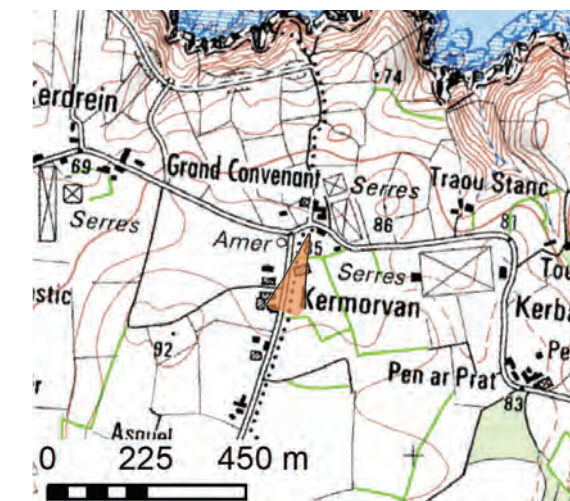 74
Kerdrein
69
Grand Convenant
Serres
Traou Stanc
Serres
86
81
Amer
85
Serres
Tou
ostic
Kermorvan
Kerba
92
Pe
r
Pen ar Prat
83
Asquel
0 225 450 m